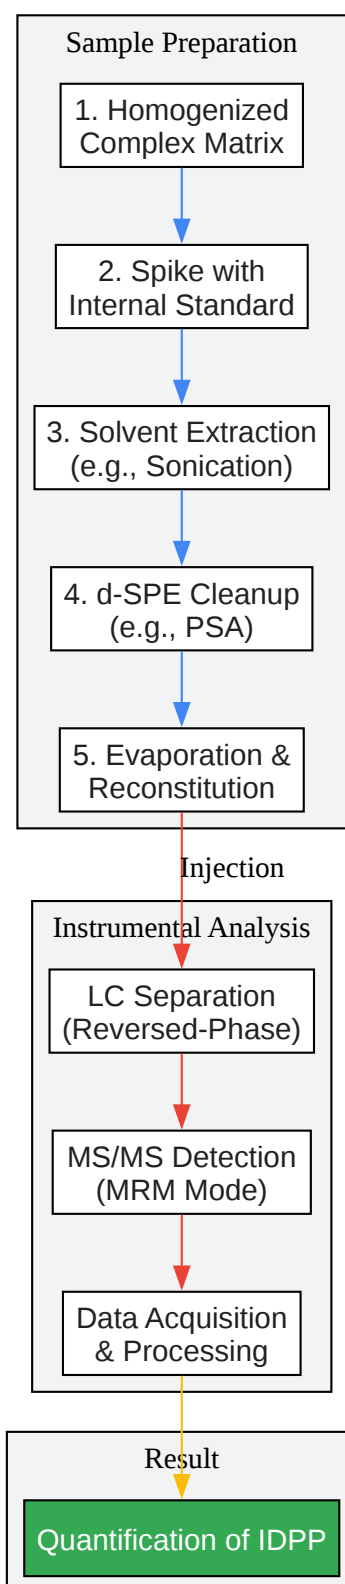 Sample Preparation
1. Homogenized
Complex Matrix
2. Spike with
Internal Standard
3. Solvent Extraction
(e.g., Sonication)
4. d-SPE Cleanup
(e.g., PSA)
5. Evaporation &
Reconstitution
Injection
Instrumental Analysis
LC Separation
(Reversed-Phase)
MS/MS Detection
(MRM Mode)
Data Acquisition
& Processing
Result
Quantification of IDPP